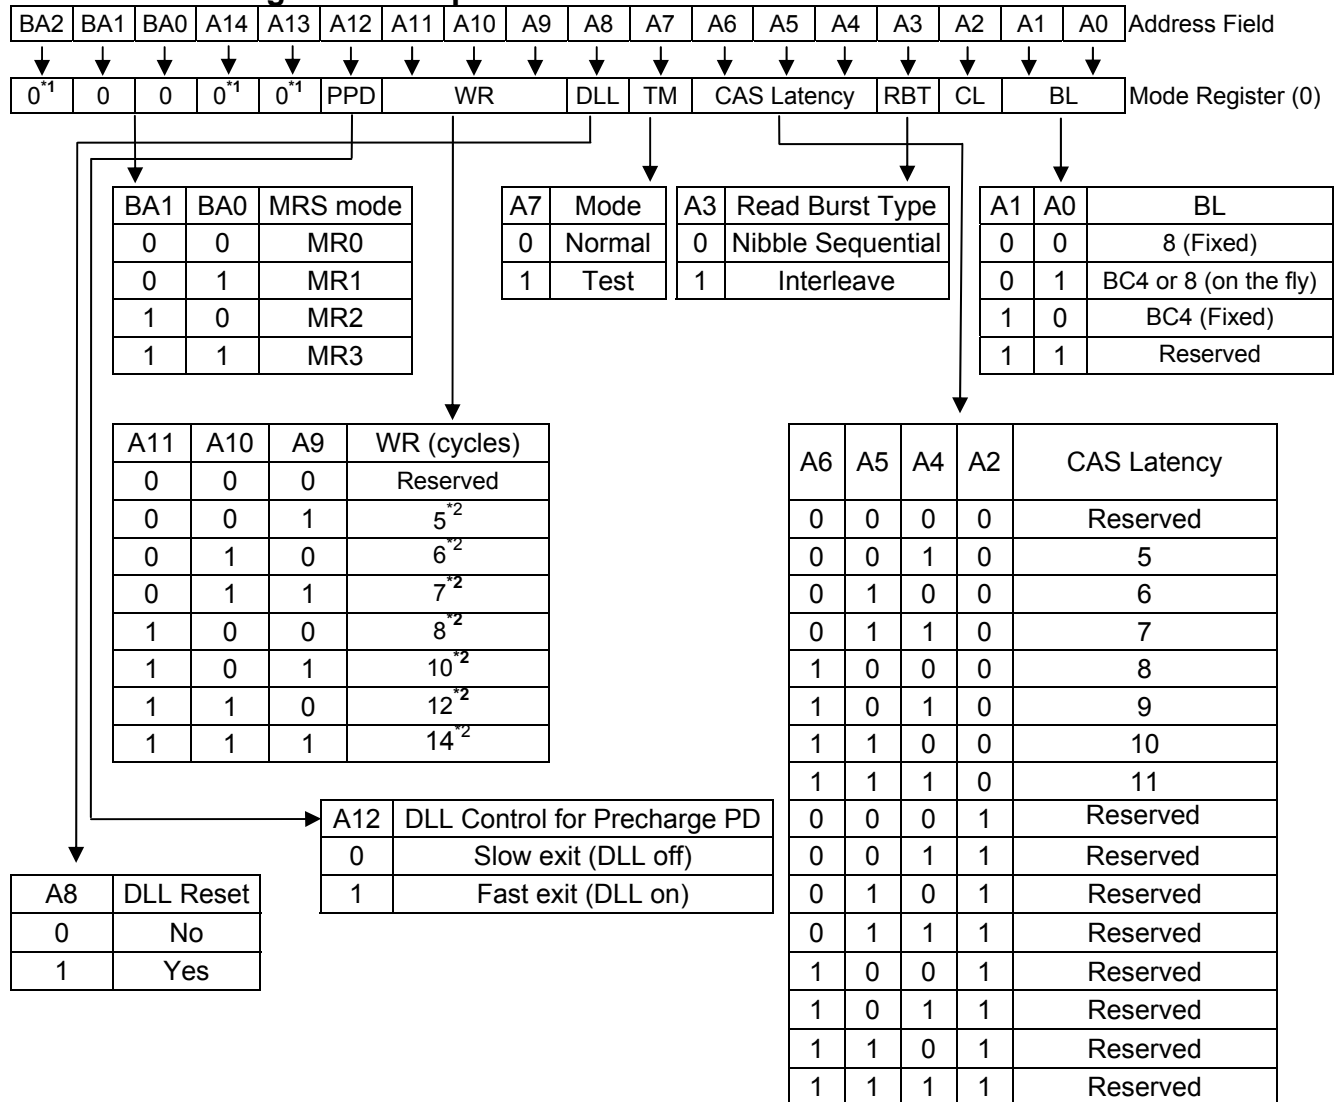 BA2 BA1 BA0 A14 A13 A12 A11 A10 A9 A8 A7 A6 A5 A4 A3 A2 A1 A0 Address Field
0*1 0 0 0*1 0*1 PPD WR DLL TM CAS Latency RBT CL BL Mode Register (0)
BA1 BA0 MRS mode
0 0 MR0
0 1 MR1
1 0 MR2
1 1 MR3
A7 Mode
0 Normal
1 Test
A3 Read Burst Type
0 Nibble Sequential
1 Interleave
A1 A0 BL
0 0 8 (Fixed)
0 1 BC4 or 8 (on the fly)
1 0 BC4 (Fixed)
1 1 Reserved
A11 A10 A9 WR (cycles)
0 0 0 Reserved
0 0 1 5*2
0 1 0 6*2
0 1 1 7*2
1 0 0 8*2
1 0 1 10*2
1 1 0 12*2
1 1 1 14*2
A6 A5 A4 A2 CAS Latency
0 0 0 0 Reserved
0 0 1 0 5
0 1 0 0 6
0 1 1 0 7
1 0 0 0 8
1 0 1 0 9
1 1 0 0 10
1 1 1 0 11
0 0 0 1 Reserved
0 0 1 1 Reserved
0 1 0 1 Reserved
0 1 1 1 Reserved
1 0 0 1 Reserved
1 0 1 1 Reserved
1 1 0 1 Reserved
1 1 1 1 Reserved
A12 DLL Control for Precharge PD
0 Slow exit (DLL off)
1 Fast exit (DLL on)
A8 DLL Reset
0 No
1 Yes